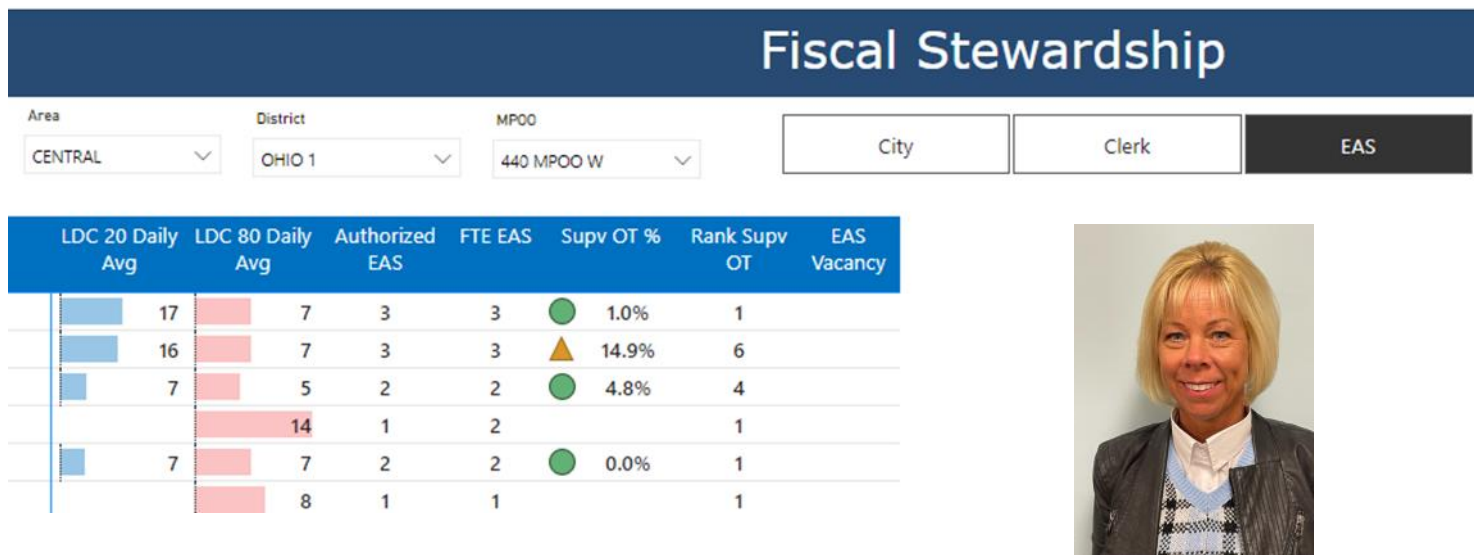 Fiscal Stewardship
Area District MPOO
CENTRAL OHIO 1 440 MPOO W City Clerk EAS
LDC 20 Daily Avg LDC 80 Daily Avg Authorized EAS FTE EAS Supv OT % Rank Supv OT EAS Vacancy
17 7 3 3 1.0% 1
16 7 3 3 14.9% 6
7 5 2 2 4.8% 4
14 1 2 1
7 7 2 2 0.0% 1
8 1 1 1